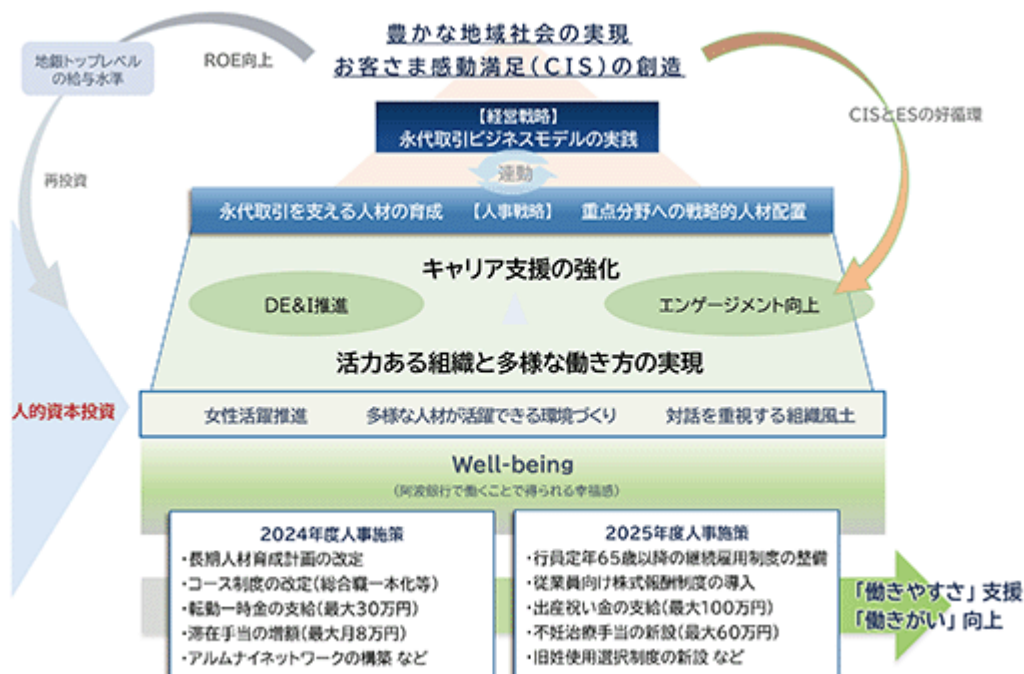 豊かな地域社会の実現
お客さま感動満足(CIS)の創造
地銀トップレベル
の給与水準
ROE向上
CISとESの好循環
再投資
【経営戦略】
永代取引ビジネスモデルの実践
連動
永代取引を支える人材の育成 【人事戦略】 重点分野への戦略的人材配置
キャリア支援の強化
DE&I推進
エンゲージメント向上
活力ある組織と多様な働き方の実現
人的資本投資
女性活躍推進 多様な人材が活躍できる環境づくり 対話を重視する組織風土
Well-being
(阿波銀行で働くことで得られる幸福感)
2024年度人事施策
・長期人材育成計画の改定
・コース制度の改定(総合職一本化等)
・転勤一時金の支給(最大30万円)
・滞在手当の増額(最大月8万円)
・アルムナイネットワークの構築 など
2025年度人事施策
・行員定年65歳以降の継続雇用制度の整備
・従業員向け株式報酬制度の導入
・出産祝い金の支給(最大100万円)
・不妊治療手当の新設(最大60万円)
・旧姓使用選択制度の新設 など
「働きやすさ」支援
「働きがい」向上